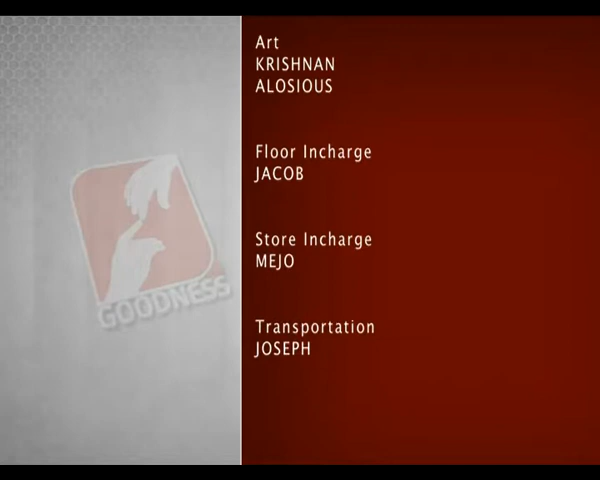 Art
KRISHNAN
ALOSIOUS
Floor Incharge
JACOB
Store Incharge
MEJO
Transportation
JOSEPH
GOODNESS